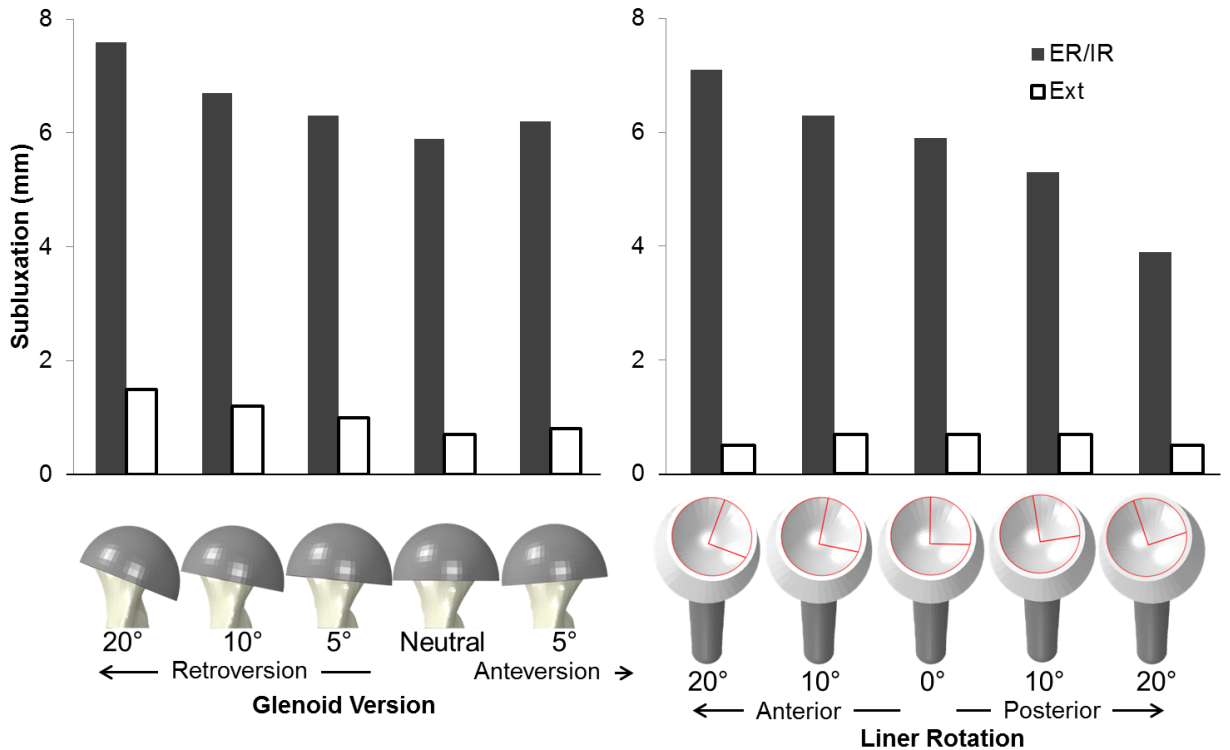 8
6
4
2
0
Subluxation (mm)
20° 10° 5° Neutral 5°
Retroversion Anteversion
Glenoid Version
8
6
4
2
0
ER/IR
Ext
20° 10° 0° 10° 20°
Anterior Posterior
Liner Rotation